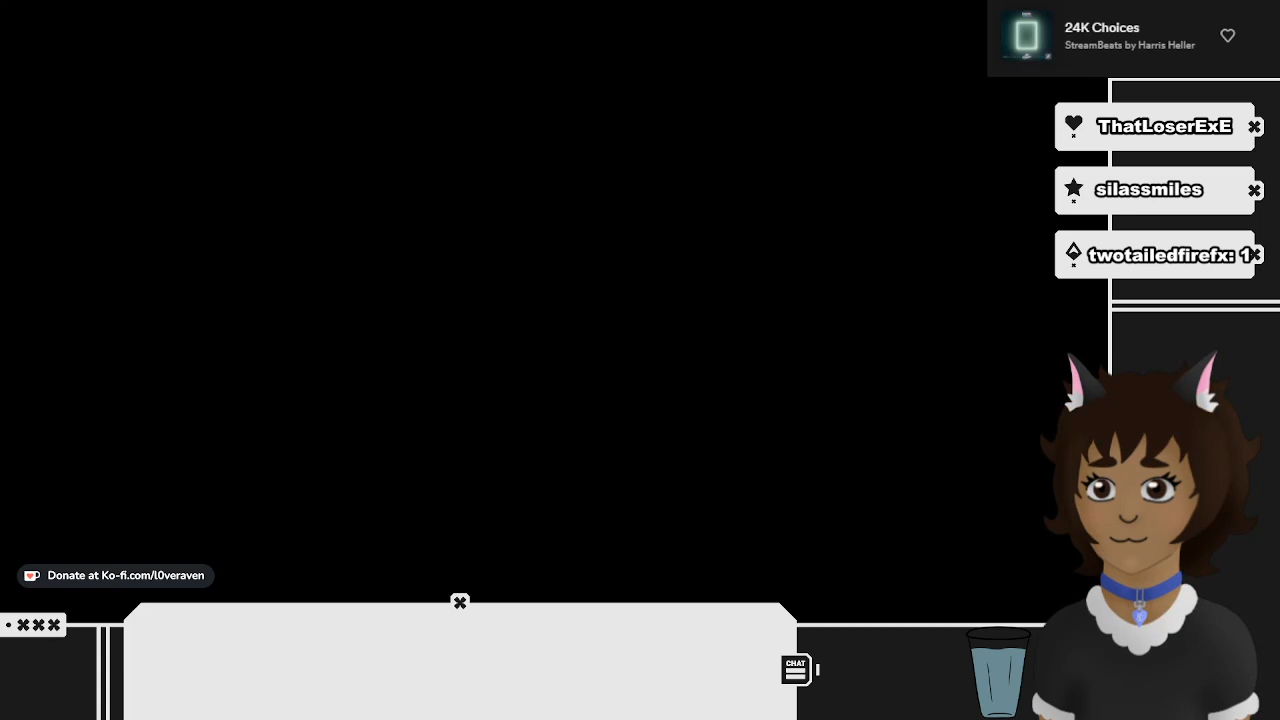 24K Choices
StreamBeats by Harris Heller
ThatLoserExE
silassmiles
twotailedfirefx: 1
Donate at Ko-fi.com/l0veraven
CHAT